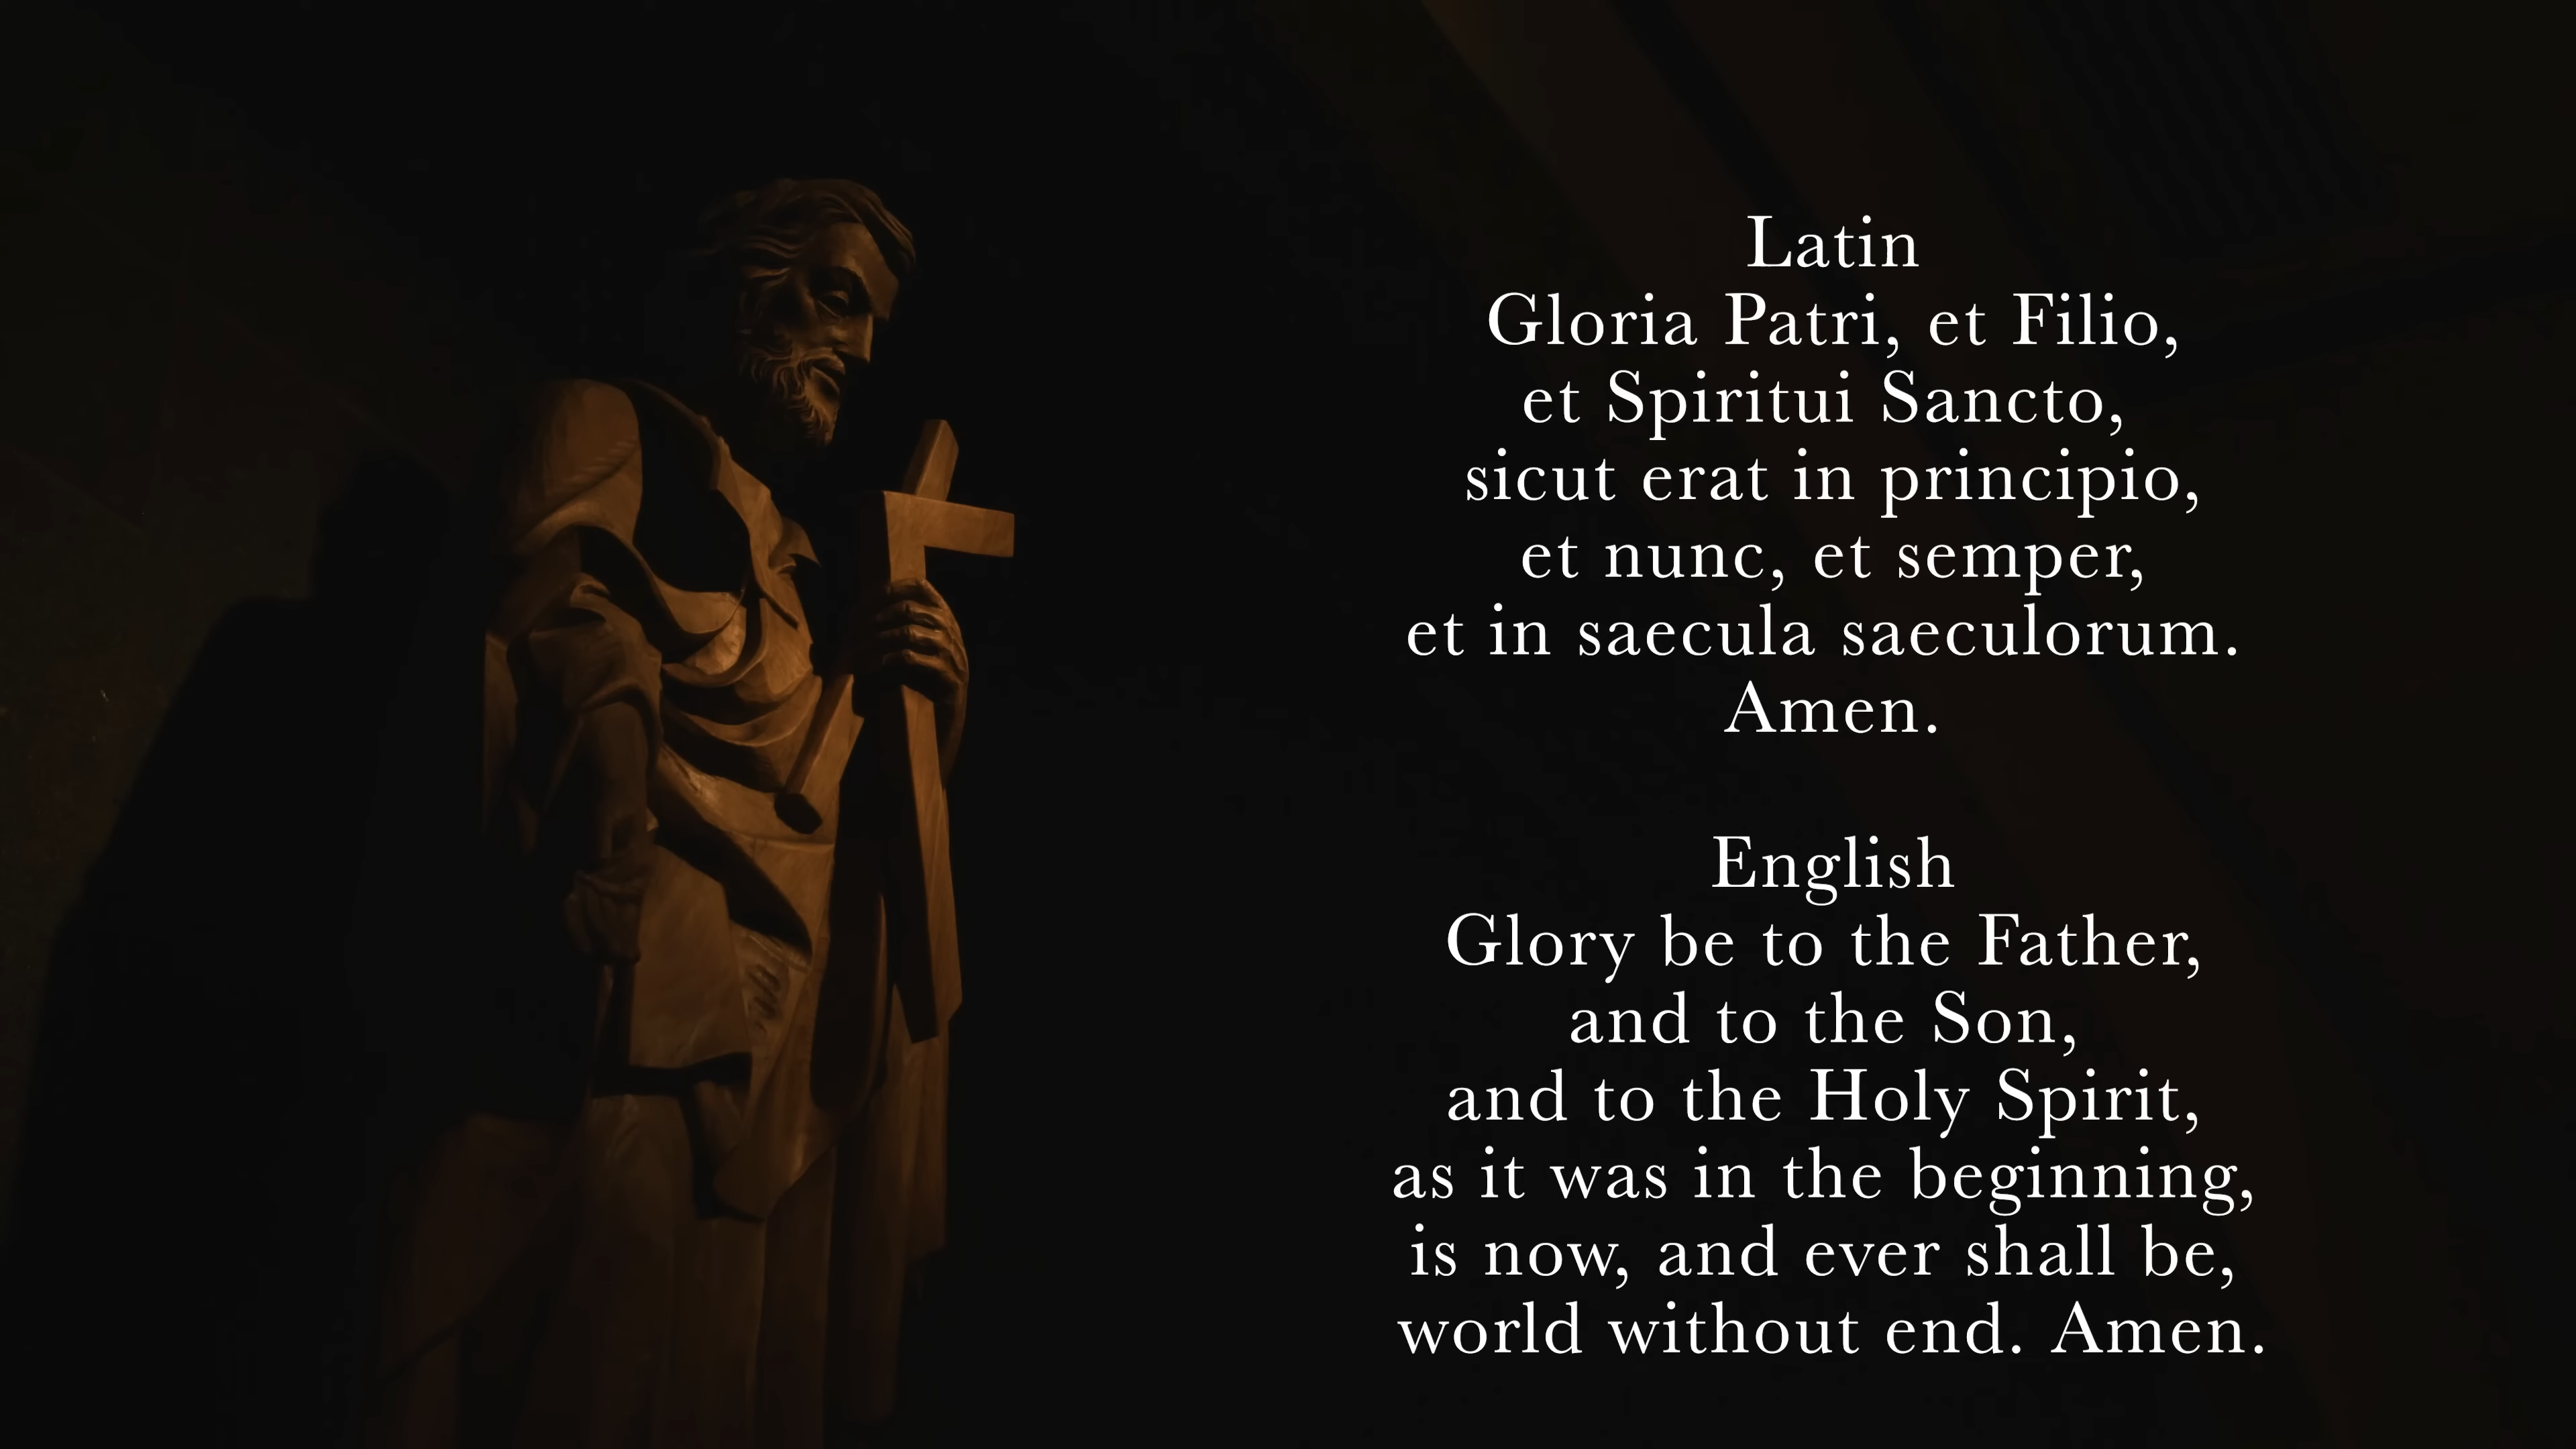 Latin
Gloria Patri, et Filio,
et Spiritui Sancto,
sicut erat in principio,
et nunc, et semper,
et in saecula saeculorum.
Amen.
English
Glory be to the Father,
and to the Son,
and to the Holy Spirit,
as it was in the beginning,
is now, and ever shall be,
world without end. Amen.